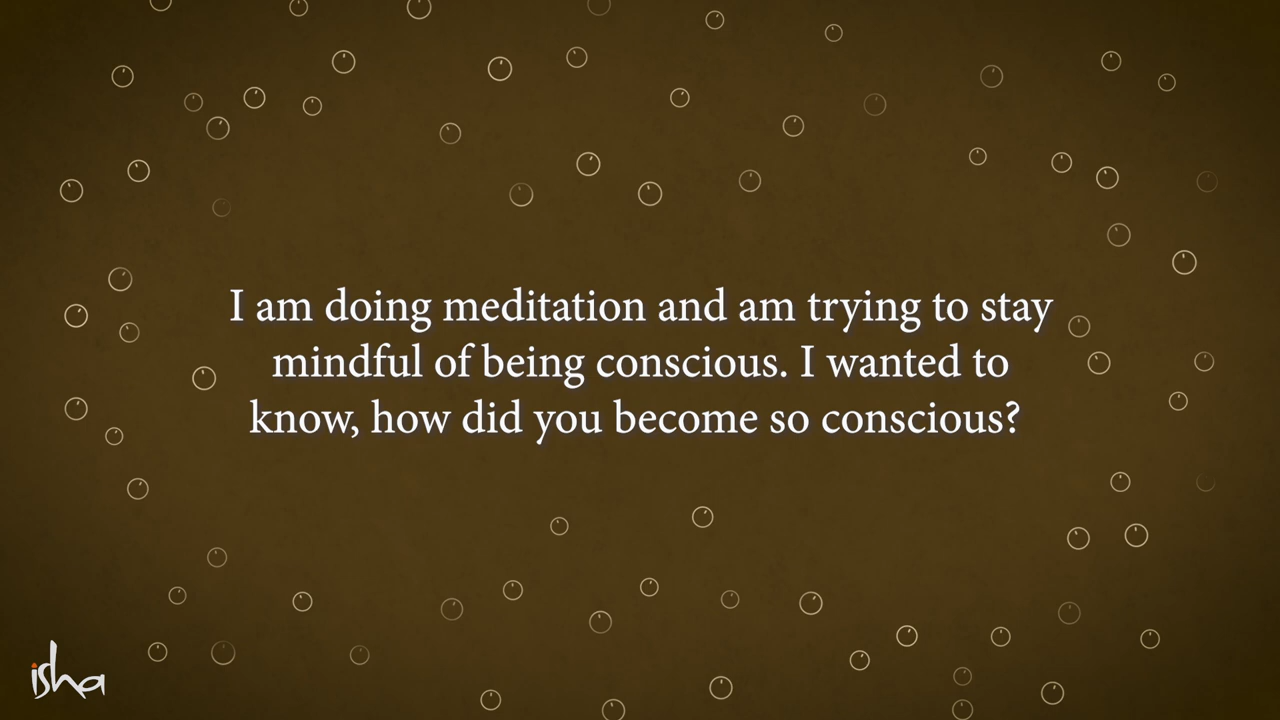 I am doing meditation and am trying to stay
mindful of being conscious. I wanted to
know, how did you become so conscious?
isha